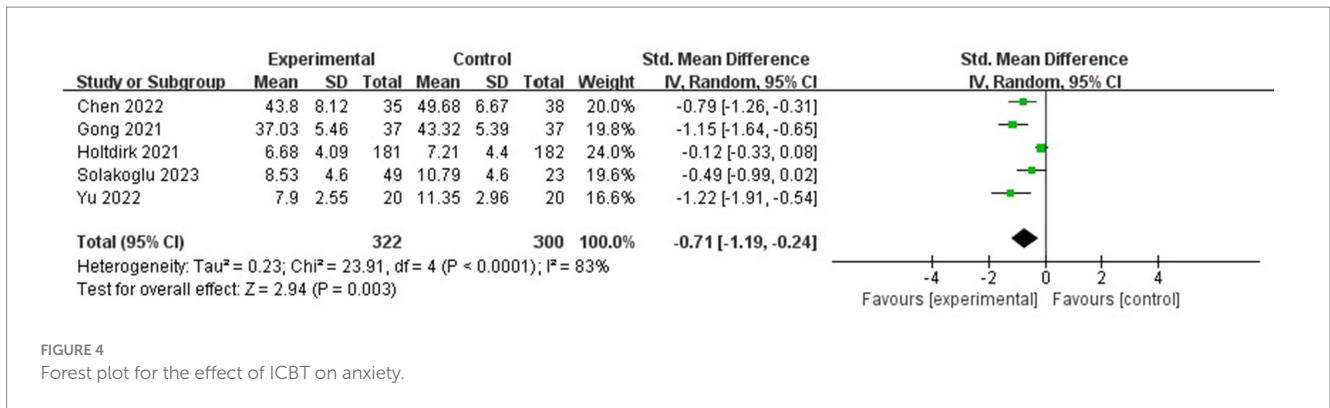 Experimental Control Std. Mean Difference Std. Mean Difference
Study or Subgroup Mean SD Total Mean SD Total Weight IV, Random, 95% CI IV, Random, 95% CI
Chen 2022 43.8 8.12 35 49.68 6.67 38 20.0% -0.79 [-1.26, -0.31]
Gong 2021 37.03 5.46 37 43.32 5.39 37 19.8% -1.15 [-1.64, -0.65]
Holtdirk 2021 6.68 4.09 181 7.21 4.4 182 24.0% -0.12 [-0.33, 0.08]
Solakoglu 2023 8.53 4.6 49 10.79 4.6 23 19.6% -0.49 [-0.99, 0.02]
Yu 2022 7.9 2.55 20 11.35 2.96 20 16.6% -1.22 [-1.91, -0.54]
Total (95% CI) 322 300 100.0% -0.71 [-1.19, -0.24]
Heterogeneity: Tau² = 0.23; Chi² = 23.91, df = 4 (P < 0.0001); I² = 83%
Test for overall effect: Z = 2.94 (P = 0.003)
-4 -2 0 2 4
Favours [experimental] Favours [control]
FIGURE 4
Forest plot for the effect of ICBT on anxiety.